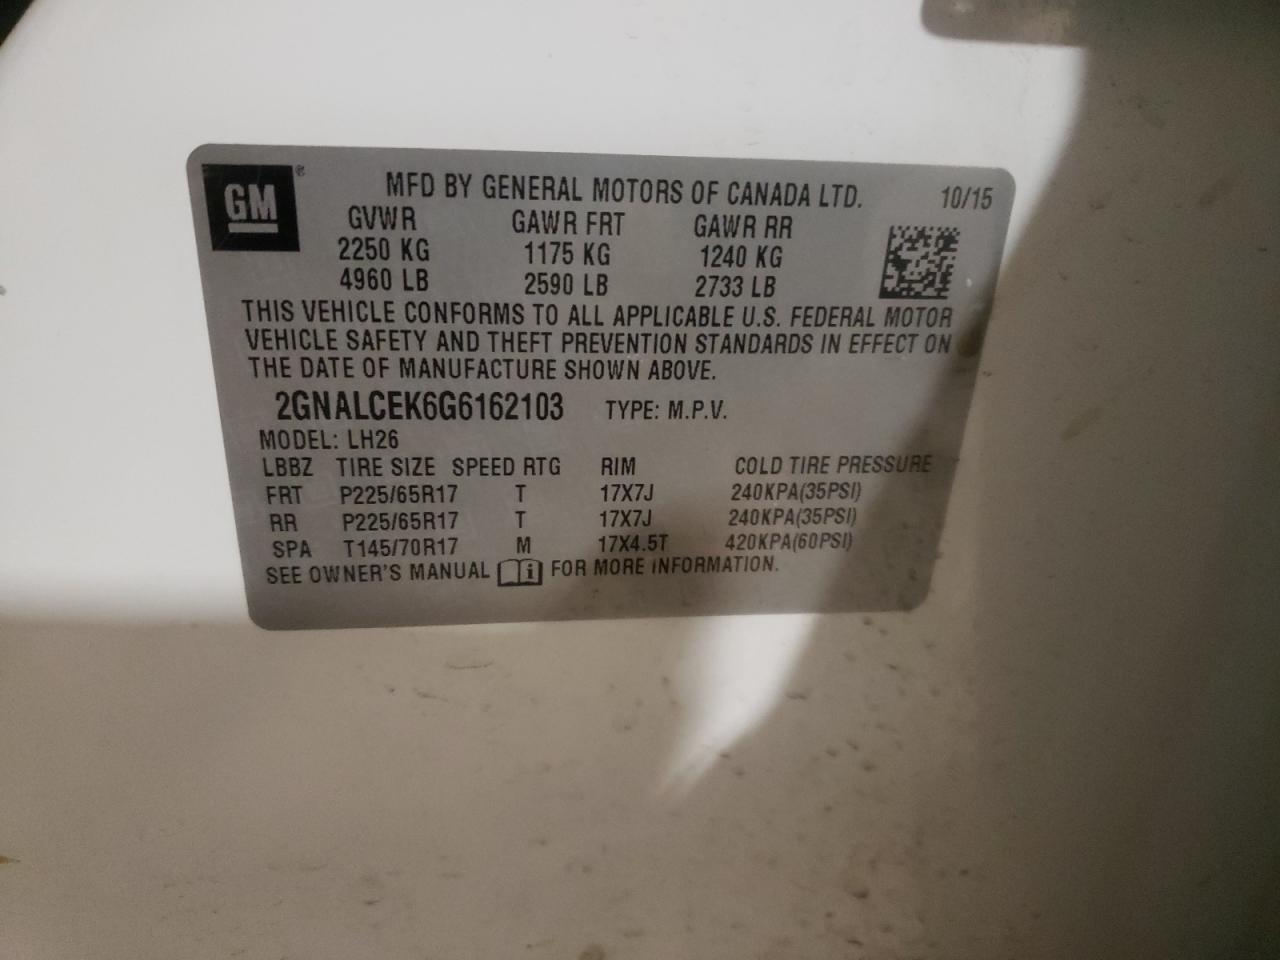 GM®
MFD BY GENERAL MOTORS OF CANADA LTD. 10/15
GVWR GAWR FRT GAWR RR
2250 KG 1175 KG 1240 KG
4960 LB 2590 LB 2733 LB
THIS VEHICLE CONFORMS TO ALL APPLICABLE U.S. FEDERAL MOTOR
VEHICLE SAFETY AND THEFT PREVENTION STANDARDS IN EFFECT ON
THE DATE OF MANUFACTURE SHOWN ABOVE.
2GNALCEK6G6162103 TYPE: M.P.V.
MODEL: LH26
LBBZ TIRE SIZE SPEED RTG RIM COLD TIRE PRESSURE
FRT P225/65R17 T 17X7J 240KPA(35PSI)
RR P225/65R17 T 17X7J 240KPA(35PSI)
SPA T145/70R17 M 17X4.5T 420KPA(60PSI)
SEE OWNER'S MANUAL i FOR MORE INFORMATION.